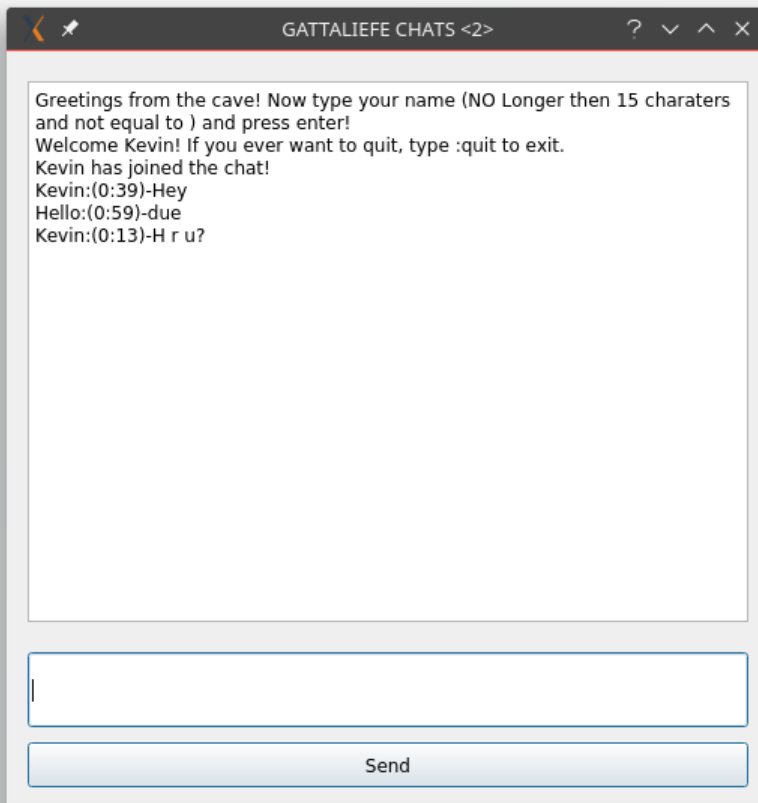 GATTALIEFE CHATS <2>
Greetings from the cave! Now type your name (NO Longer then 15 charaters
and not equal to ) and press enter!
Welcome Kevin! If you ever want to quit, type :quit to exit.
Kevin has joined the chat!
Kevin:(0:39)-Hey
Hello:(0:59)-due
Kevin:(0:13)-H r u?
Send